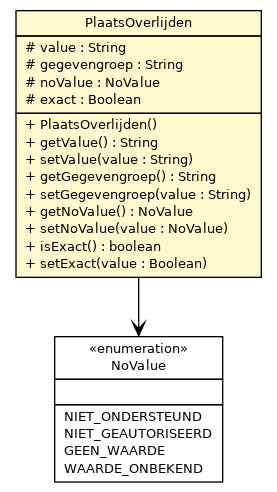 PlaatsOverlijden
# value : String
# gegevengroep : String
# noValue : NoValue
# exact : Boolean
+ PlaatsOverlijden()
+ getValue() : String
+ setValue(value : String)
+ getGegevengroep() : String
+ setGegevengroep(value : String)
+ getNoValue() : NoValue
+ setNoValue(value : NoValue)
+ isExact() : boolean
+ setExact(value : Boolean)
«enumeration»
NoValue
NIET_ONDERSTEUND
NIET_GEAUTORISEERD
GEEN_WAARDE
WAARDE_ONBEKEND